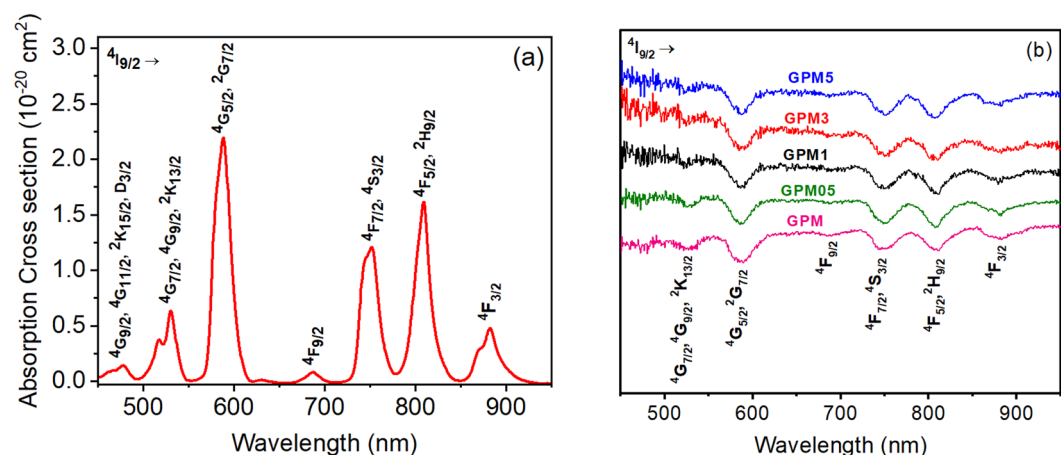 (a)
⁴I₉/₂ →
Absorption Cross section (10⁻²⁰ cm²)
3.0
2.5
2.0
1.5
1.0
0.5
0.0
⁴G₉/₂, ⁴G₁₁/₂, ²K₁₅/₂, D₃/₂
⁴G₇/₂, ⁴G₉/₂, ²K₁₃/₂
⁴G₅/₂, ²G₇/₂
⁴F₉/₂
⁴F₇/₂, ⁴S₃/₂
⁴F₅/₂, ²H₉/₂
⁴F₃/₂
500 600 700 800 900
Wavelength (nm)
(b)
⁴I₉/₂ →
GPM5
GPM3
GPM1
GPM05
GPM
⁴G₇/₂, ⁴G₉/₂, ²K₁₃/₂
⁴G₅/₂, ²G₇/₂
⁴F₉/₂
⁴F₇/₂, ⁴S₃/₂
⁴F₅/₂, ²H₉/₂
⁴F₃/₂
500 600 700 800 900
Wavelength (nm)